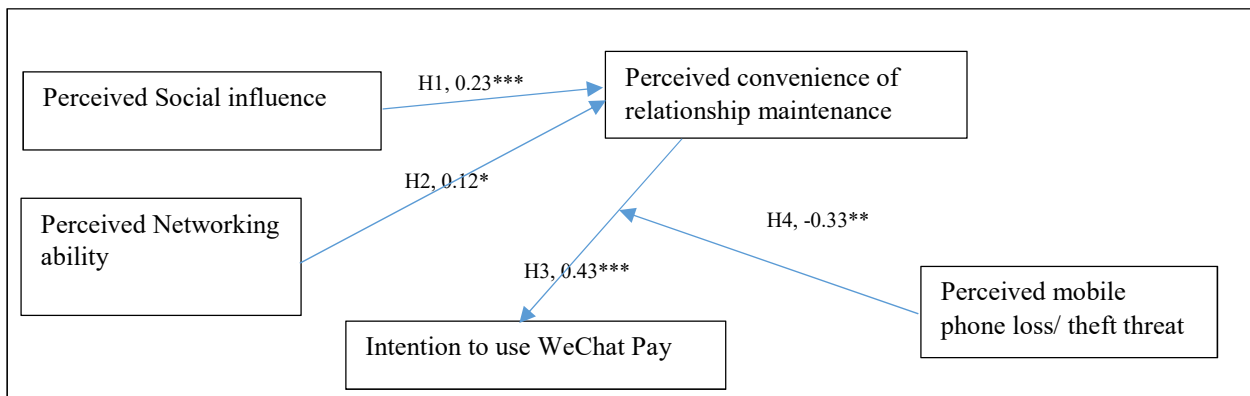 Perceived Social influence
H1, 0.23***
Perceived convenience of
relationship maintenance
H2, 0.12*
Perceived Networking
ability
H4, -0.33**
H3, 0.43***
Perceived mobile
phone loss/ theft threat
Intention to use WeChat Pay